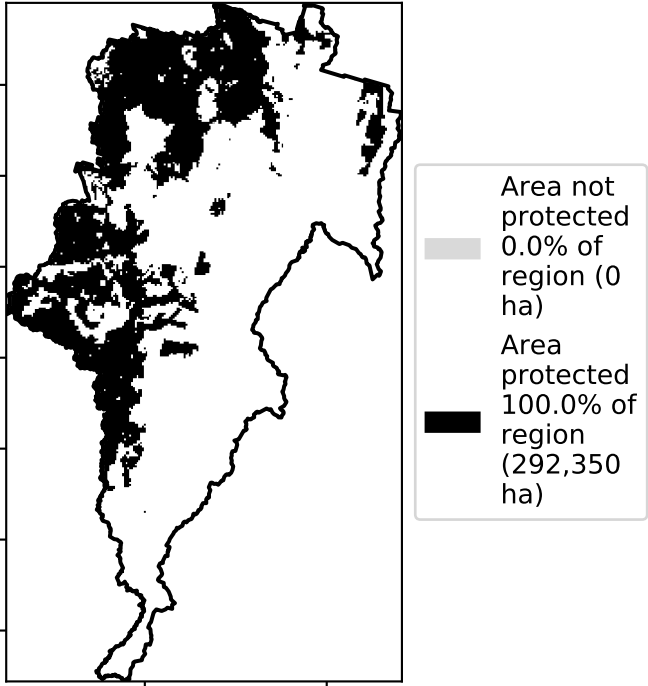 Area not
protected
0.0% of
region (0
ha)
Area
protected
100.0% of
region
(292,350
ha)